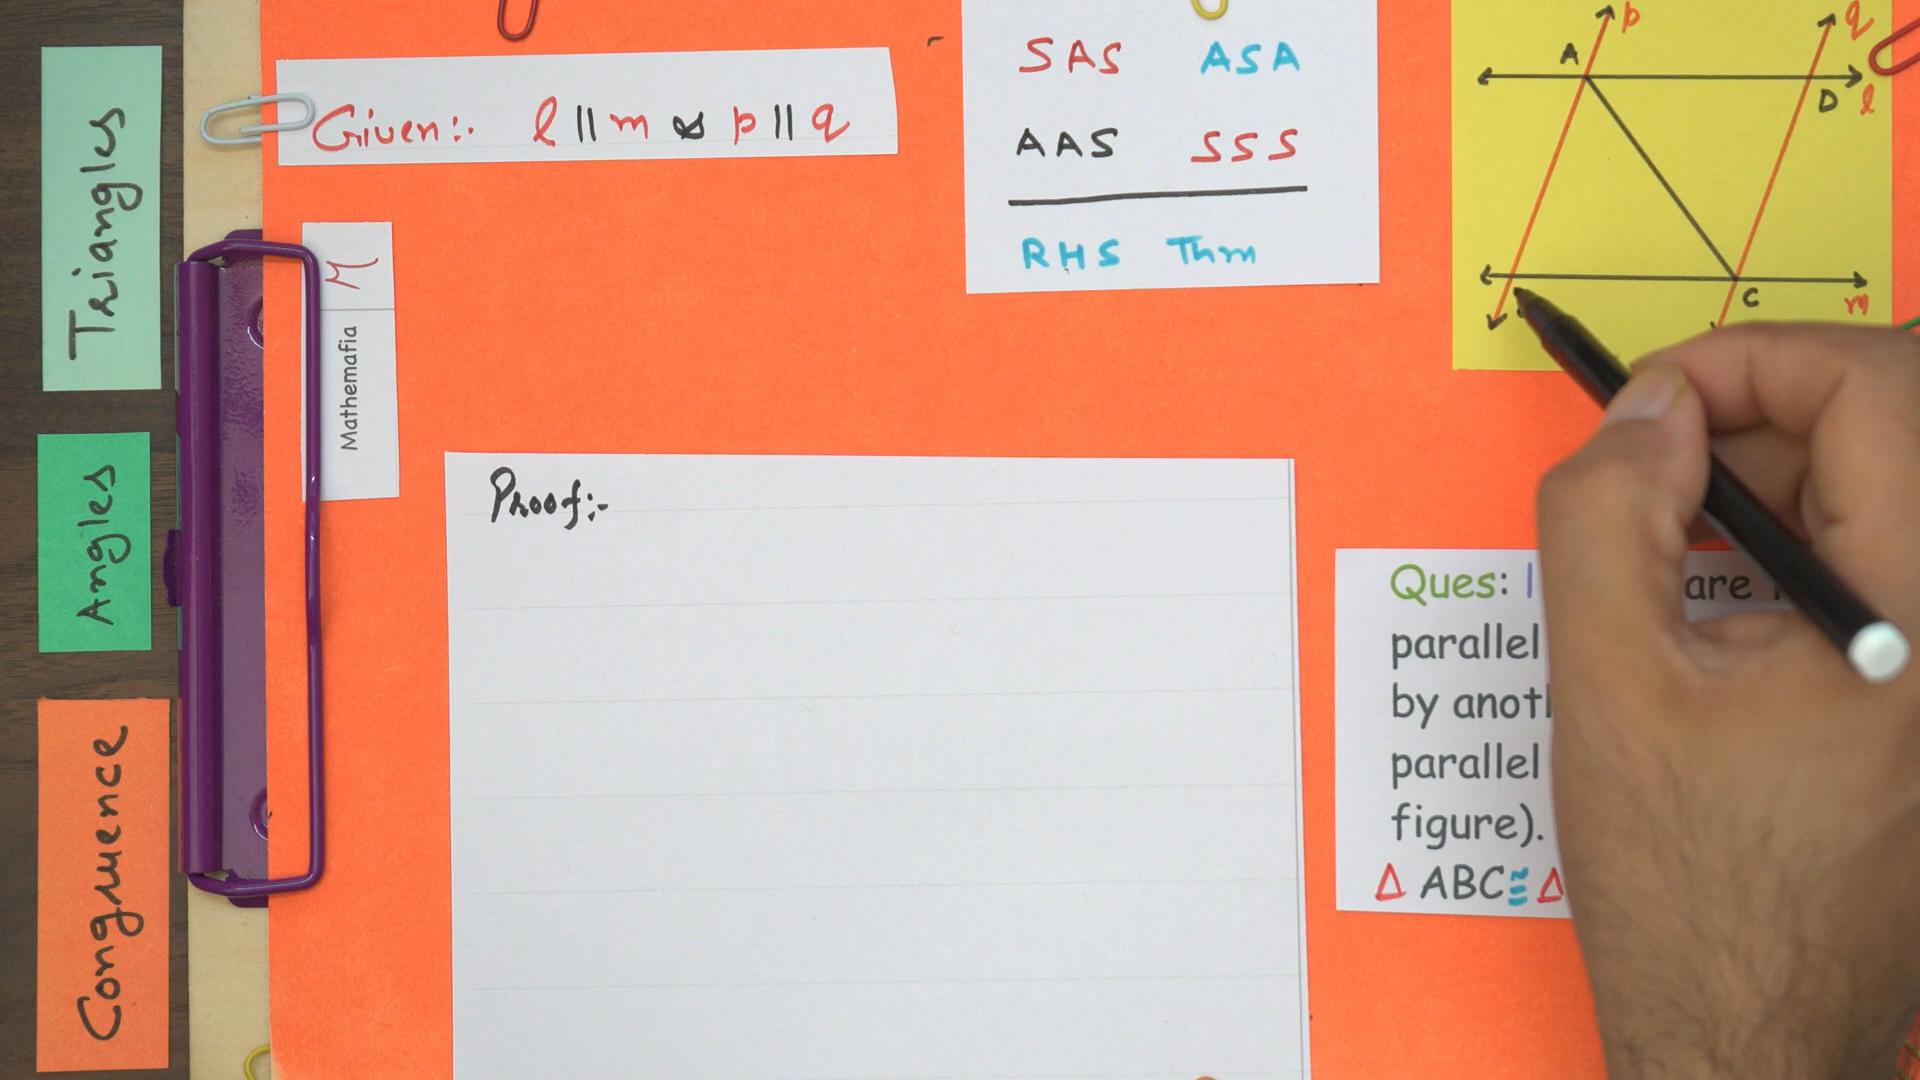 Triangles
Angles
Congruence
Given:. l || m & p || q
M
Mathemafia
SAS ASA
AAS SSS
RHS Thm
p
q
A
D
l
C
m
Proof:-
Ques: l are
parallel
by anot
parallel
figure).
Δ ABC ≅ Δ